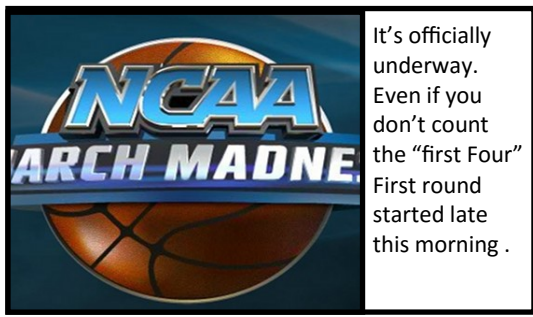 NCAA
ARCH MADNE
It's officially
underway.
Even if you
don't count
the “first Four”
First round
started late
this morning .